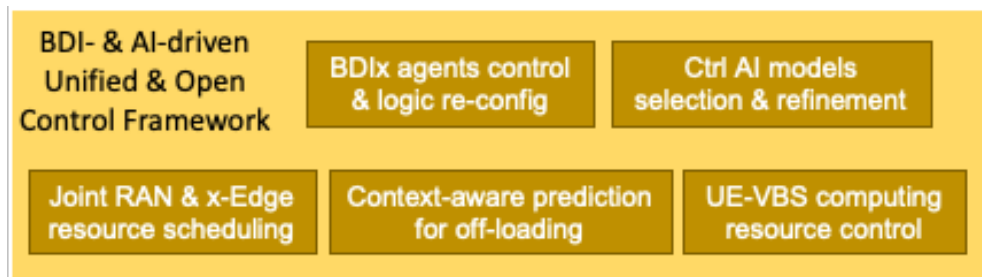 BDI- & AI-driven
Unified & Open
Control Framework
BDIx agents control
& logic re-config
Ctrl AI models
selection & refinement
Joint RAN & x-Edge
resource scheduling
Context-aware prediction
for off-loading
UE-VBS computing
resource control